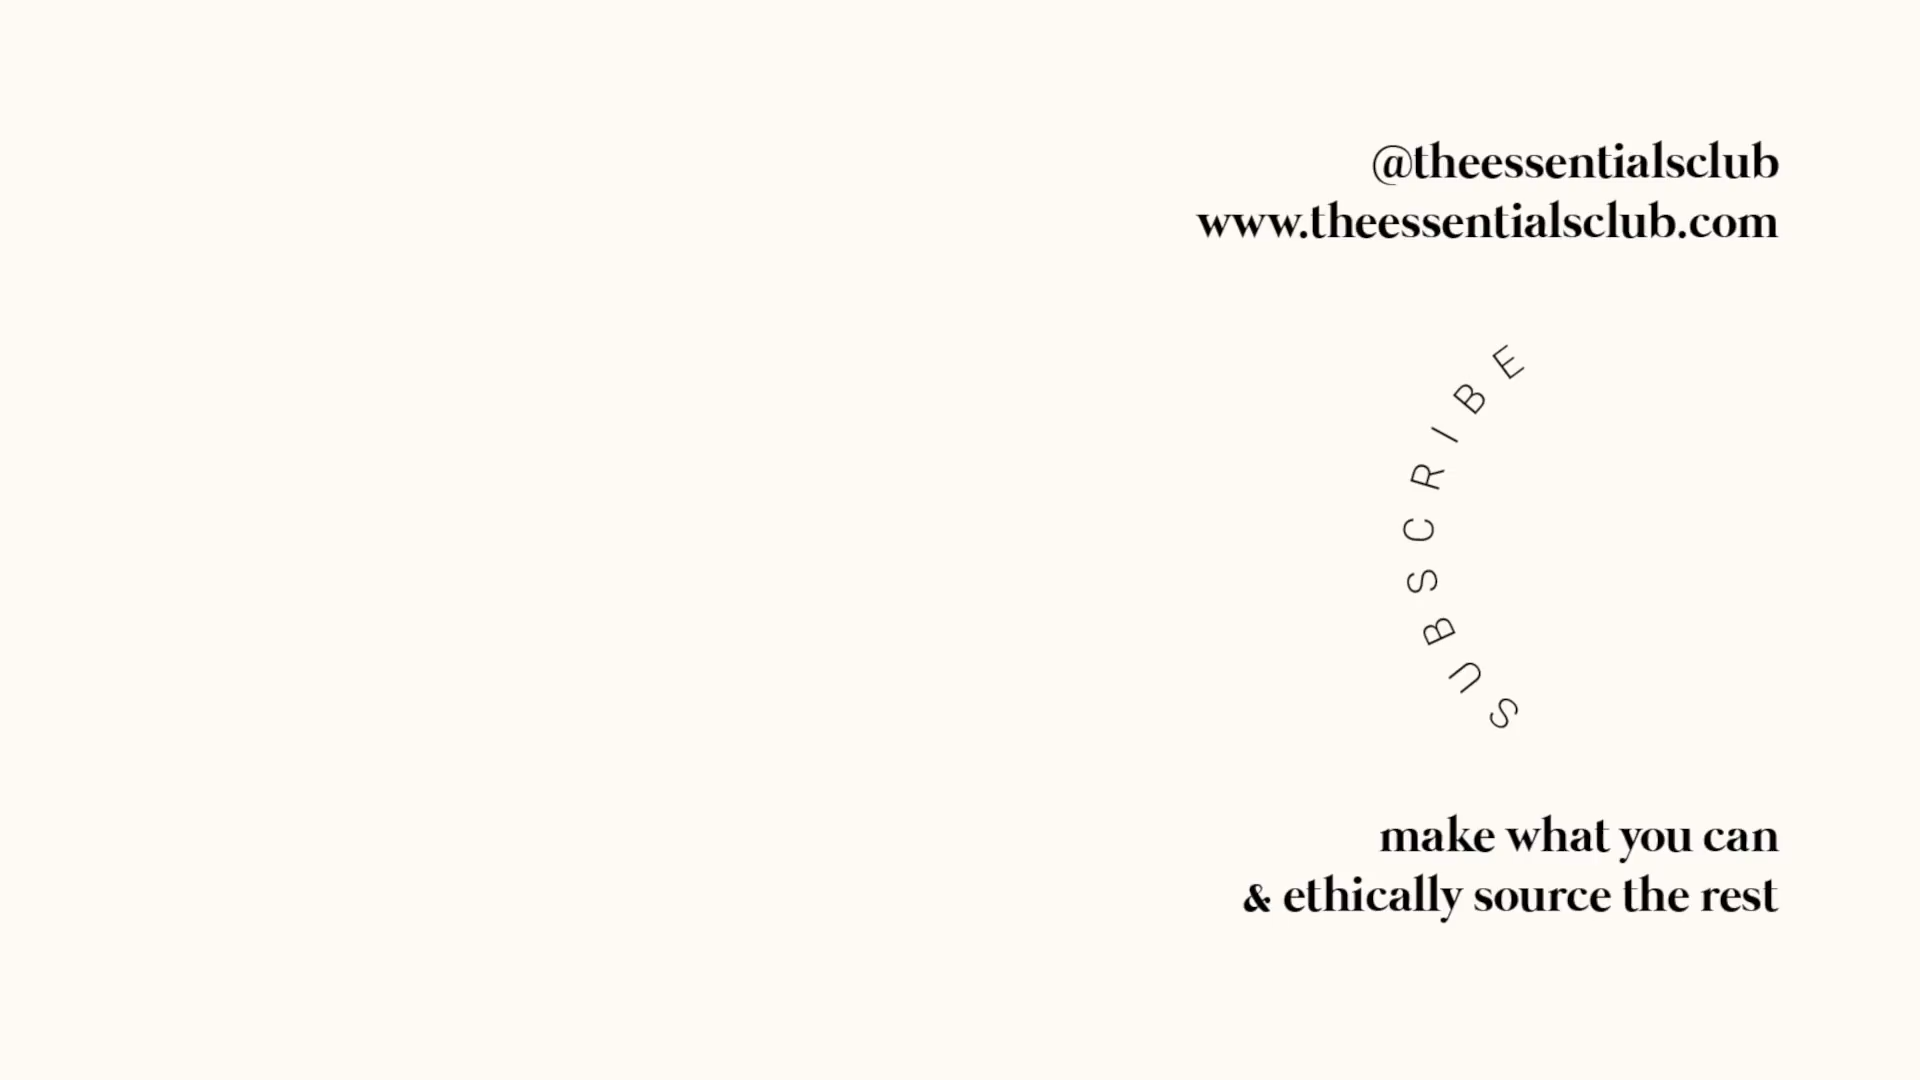 @theessentialsclub
www.theessentialsclub.com
SUBSCRIBE
make what you can
& ethically source the rest